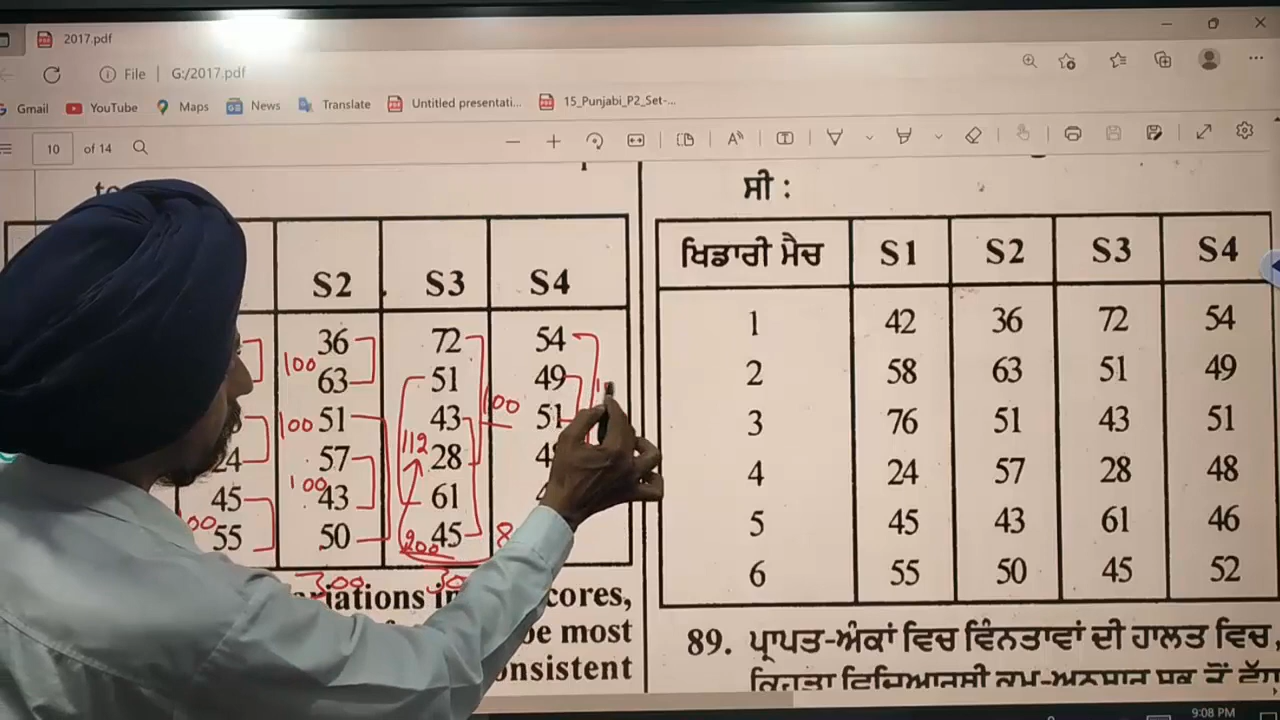 2017.pdf
File | G:/2017.pdf
Gmail YouTube Maps News Translate Untitled presentati... 15_Punjabi_P2_Set-...
10 of 14
S2 S3 S4
36 72 54
63 51 49
51 43 51
24 57 28
45 43 61
55 50 45
100 100 100 112 200 100 300
cores,
be most
nsistent
ਸੀ :
ਖਿਡਾਰੀ ਮੈਚ S1 S2 S3 S4
1 42 36 72 54
2 58 63 51 49
3 76 51 43 51
4 24 57 28 48
5 45 43 61 46
6 55 50 45 52
89. ਪ੍ਰਾਪਤ-ਅੰਕਾਂ ਵਿਚ ਵਿੰਨਤਾਵਾਂ ਦੀ ਹਾਲਤ ਵਿਚ,
9:08 PM